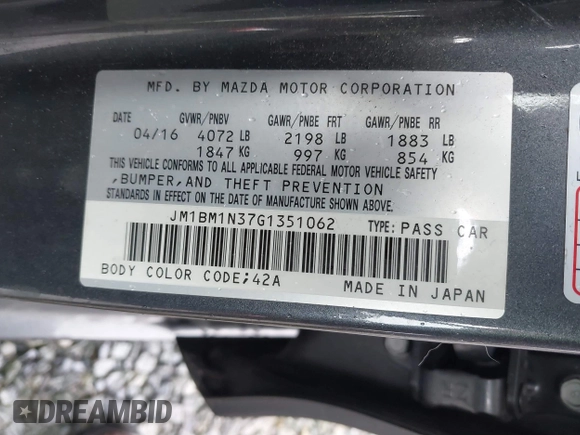 MFD. BY MAZDA MOTOR CORPORATION
DATE GVWR/PNBV GAWR/PNBE FRT GAWR/PNBE RR
04/16 4072 LB 2198 LB 1883 LB
1847 KG 997 KG 854 KG
THIS VEHICLE CONFORMS TO ALL APPLICABLE FEDERAL MOTOR VEHICLE SAFETY
,BUMPER,AND THEFT PREVENTION
STANDARDS IN EFFECT ON THE DATE OF MANUFACTURE SHOWN ABOVE.
JM1BM1N37G1351062 TYPE: PASS CAR
BODY COLOR CODE;42A MADE IN JAPAN
DREAMBID